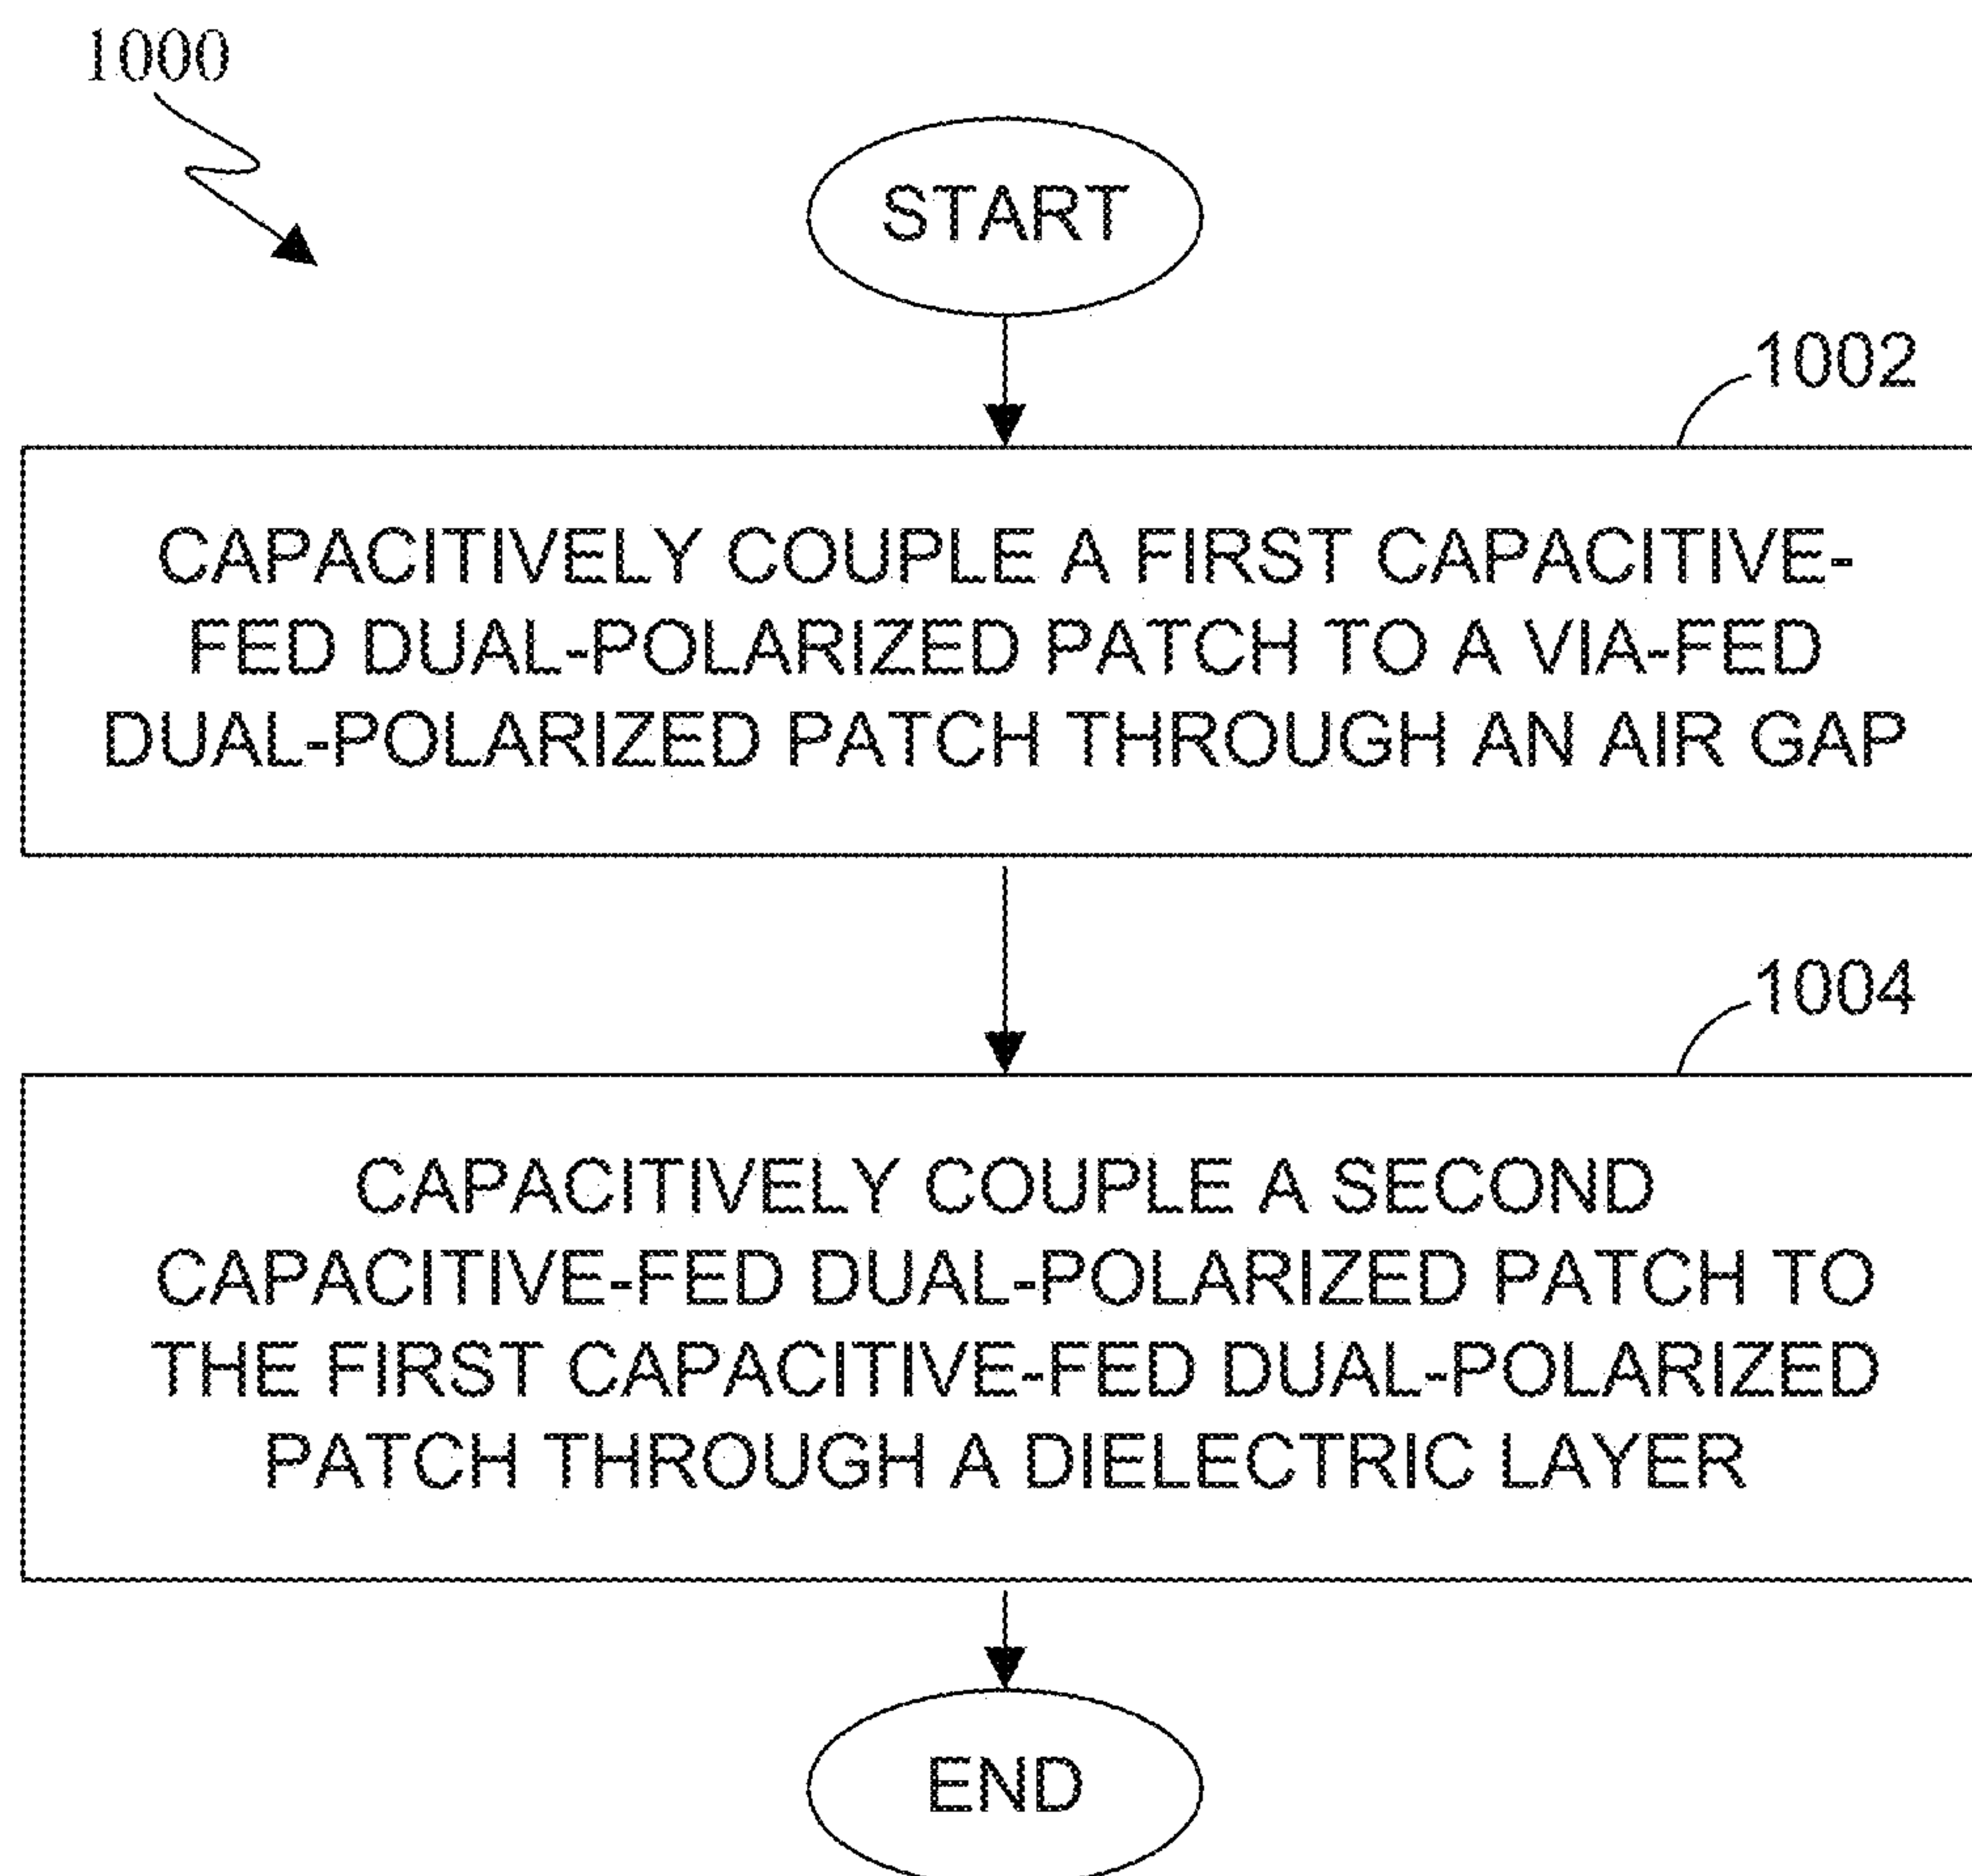 1000
START
1002
CAPACITIVELY COUPLE A FIRST CAPACITIVE-
FED DUAL-POLARIZED PATCH TO A VIA-FED
DUAL-POLARIZED PATCH THROUGH AN AIR GAP
1004
CAPACITIVELY COUPLE A SECOND
CAPACITIVE-FED DUAL-POLARIZED PATCH TO
THE FIRST CAPACITIVE-FED DUAL-POLARIZED
PATCH THROUGH A DIELECTRIC LAYER
END